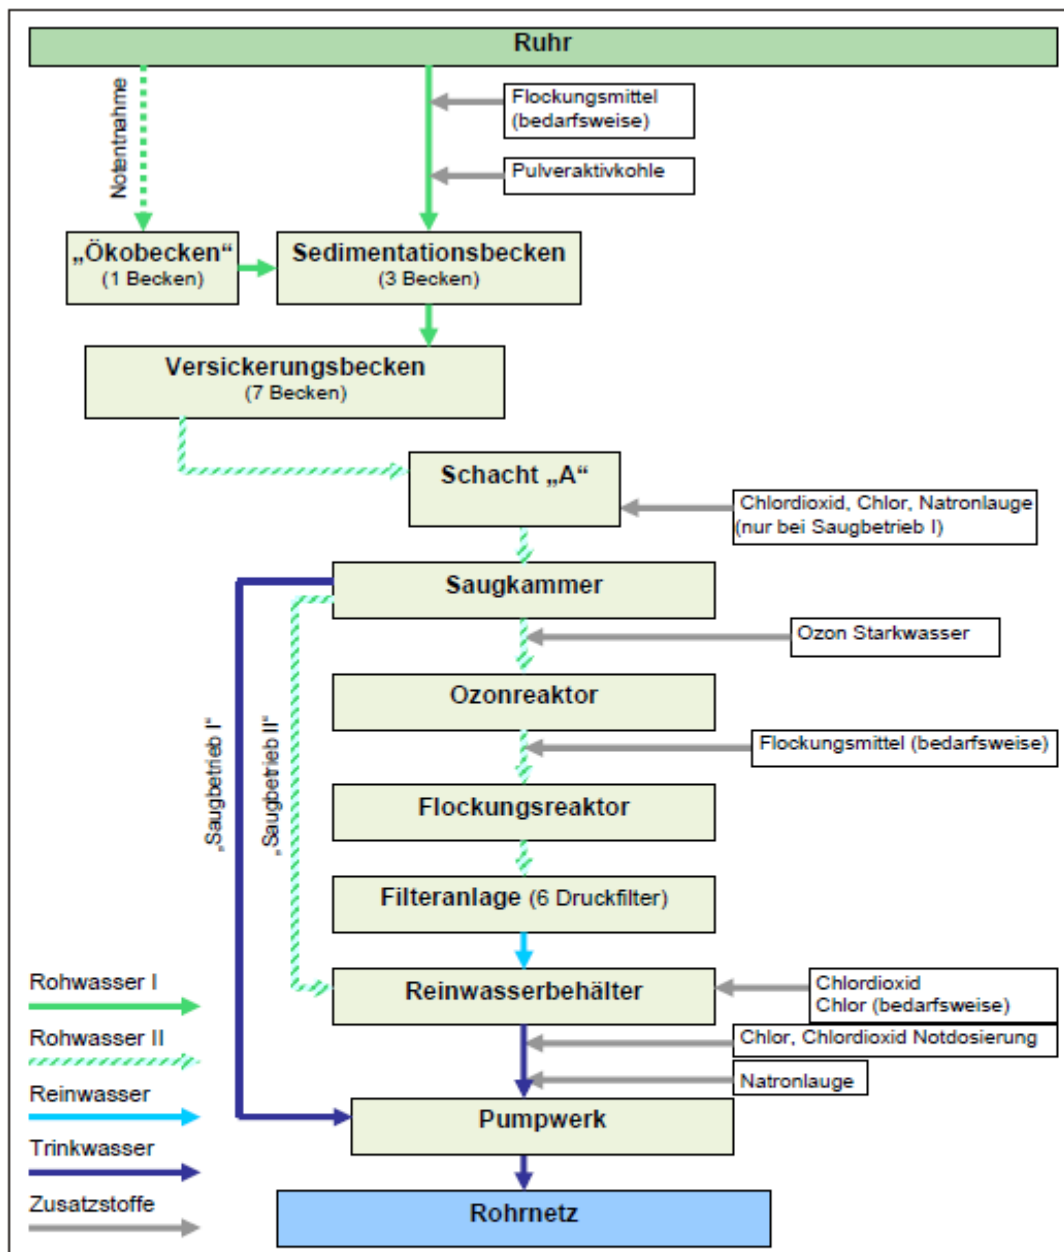 Ruhr
Notentnahme
Flockungsmittel
(bedarfsweise)
Pulveraktivkohle
„Ökobecken“
(1 Becken)
Sedimentationsbecken
(3 Becken)
Versickerungsbecken
(7 Becken)
Schacht „A“
Chlordioxid, Chlor, Natronlauge
(nur bei Saugbetrieb I)
Saugkammer
Ozon Starkwasser
Ozonreaktor
„Saugbetrieb I“
„Saugbetrieb II“
Flockungsmittel (bedarfsweise)
Flockungsreaktor
Filteranlage (6 Druckfilter)
Reinwasserbehälter
Chlordioxid
Chlor (bedarfsweise)
Chlor, Chlordioxid Notdosierung
Natronlauge
Pumpwerk
Rohrnetz
Rohwasser I
Rohwasser II
Reinwasser
Trinkwasser
Zusatzstoffe